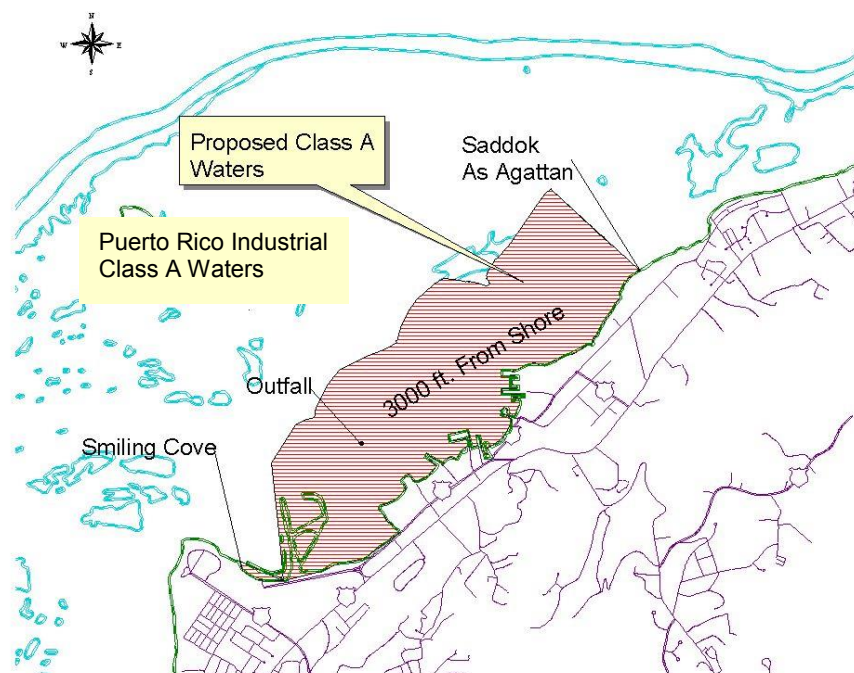 N
W E
S
Proposed Class A
Waters
Saddok
As Agattan
Puerto Rico Industrial
Class A Waters
3000 ft. From Shore
Outfall
Smiling Cove